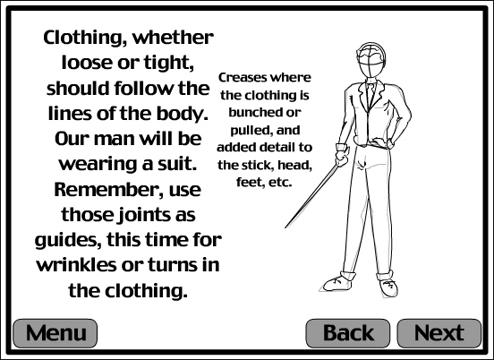 Clothing, whether
loose or tight,
should follow the
lines of the body.
Our man will be
wearing a suit.
Remember, use
those joints as
guides, this time for
wrinkles or turns in
the clothing.
Creases where
the clothing is
bunched or
pulled, and
added detail to
the stick, head,
feet, etc.
Menu
Back
Next